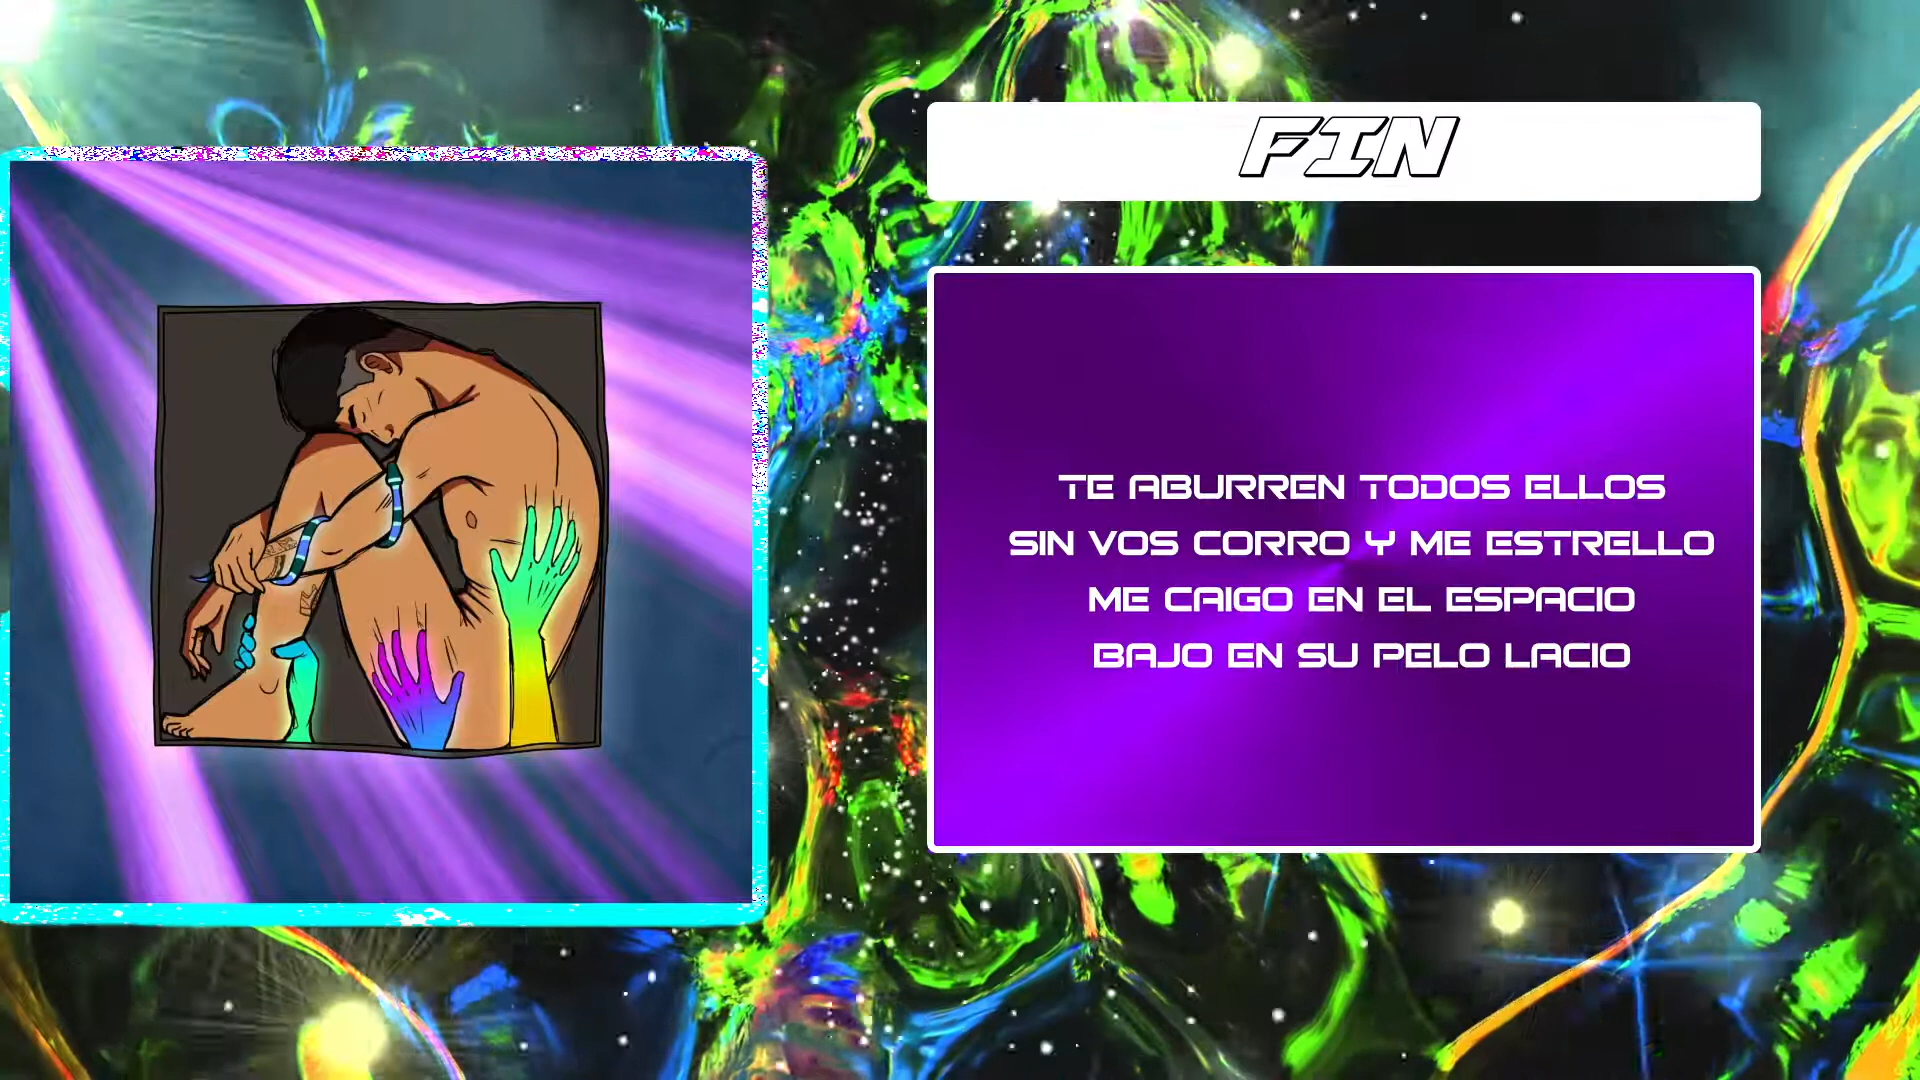 FIN
TE ABURREN TODOS ELLOS
SIN VOS CORRO Y ME ESTRELLO
ME CAIGO EN EL ESPACIO
BAJO EN SU PELO LACIO